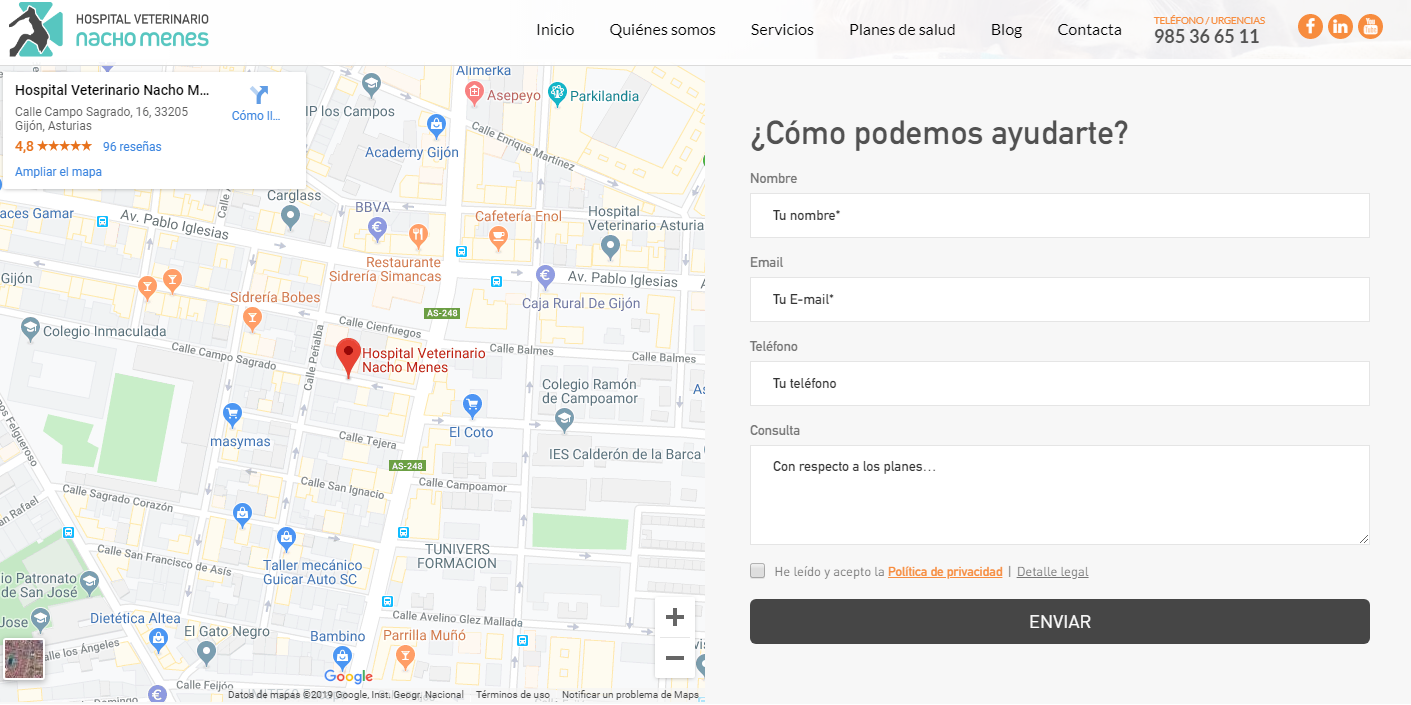 HOSPITAL VETERINARIO
nacho menes
Inicio
Quiénes somos
Servicios
Planes de salud
Blog
Contacta
TELÉFONO / URGENCIAS
985 36 65 11
Hospital Veterinario Nacho M...
Calle Campo Sagrado, 16, 33205
Gijón, Asturias
4,8
96 reseñas
Ampliar el mapa
Cómo ll...
Alimerka
Asepeyo
Parkilandia
IP los Campos
Academy Gijón
Calle Enrique Martínez
Carglass
aces Gamar
Av. Pablo Iglesias
BBVA
Cafetería Enol
Hospital
Veterinario Asturia
Restaurante
Sidrería Simancas
Av. Pablo Iglesias
Gijón
Sidrería Bobes
Caja Rural De Gijón
AS-248
Colegio Inmaculada
Calle Cienfuegos
Calle Peñalba
Calle Campo Sagrado
Hospital Veterinario
Nacho Menes
Calle Balmes
Calle Balmes
Colegio Ramón
de Campoamor
As
masymas
El Coto
Calle Tejera
IES Calderón de la Barca
AS-248
Calle San Ignacio
Calle Campoamor
Calle Sagrado Corazón
San Rafael
Calle San Francisco de Asís
TUNIVERS
FORMACION
Taller mecánico
Guicar Auto SC
io Patronato
de San José
Jose
Dietética Altea
El Gato Negro
Bambino
Parrilla Muñó
Calle Avelino Glez Mallada
lle los Ángeles
Calle Feijóo
Google
Datos de mapas ©2019 Google, Inst. Geogr. Nacional
Términos de uso
Notificar un problema de Maps
¿Cómo podemos ayudarte?
Nombre
Tu nombre*
Email
Tu E-mail*
Teléfono
Tu teléfono
Consulta
Con respecto a los planes...
He leído y acepto la Política de privacidad | Detalle legal
ENVIAR